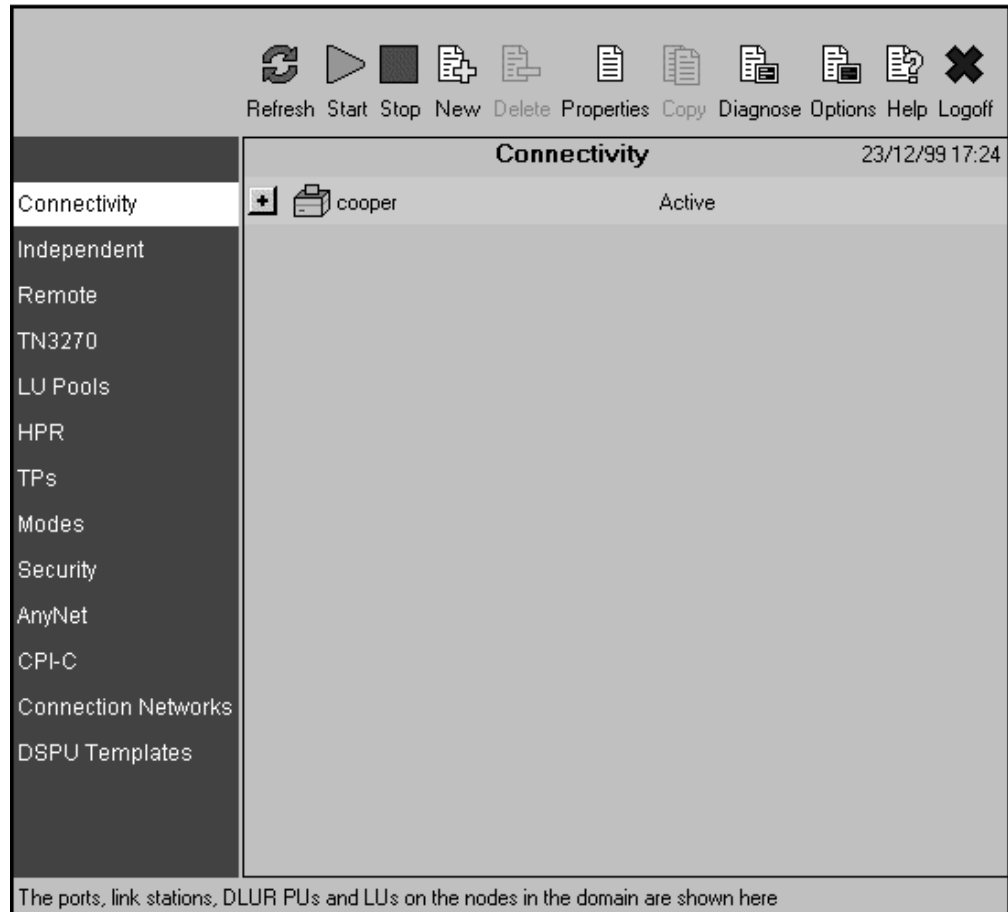 Refresh Start Stop New Delete Properties Copy Diagnose Options Help Logoff
Connectivity 23/12/99 17:24
Connectivity
cooper Active
Independent
Remote
TN3270
LU Pools
HPR
TPs
Modes
Security
AnyNet
CPI-C
Connection Networks
DSPU Templates
The ports, link stations, DLUR PUs and LUs on the nodes in the domain are shown here